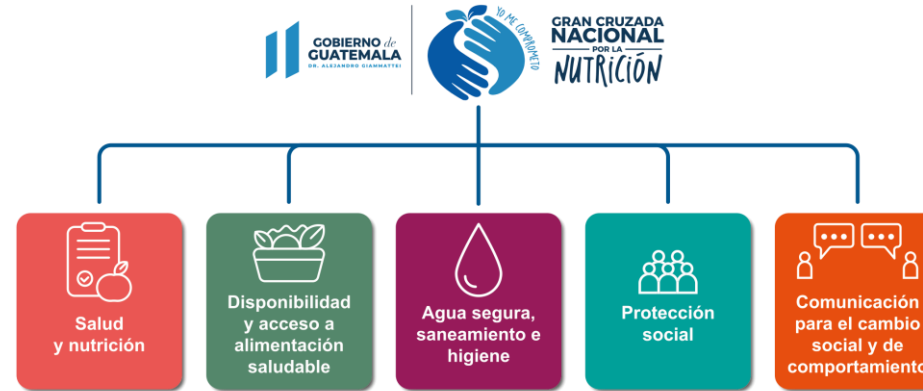 GOBIERNO de
GUATEMALA
DR. ALEJANDRO GIAMMATTEI
YO ME COMPROMETO
GRAN CRUZADA
NACIONAL
POR LA
NUTRICIÓN
Salud
y nutrición
Disponibilidad
y acceso a
alimentación
saludable
Agua segura,
saneamiento e
higiene
Protección
social
Comunicación
para el cambio
social y de
comportamiento